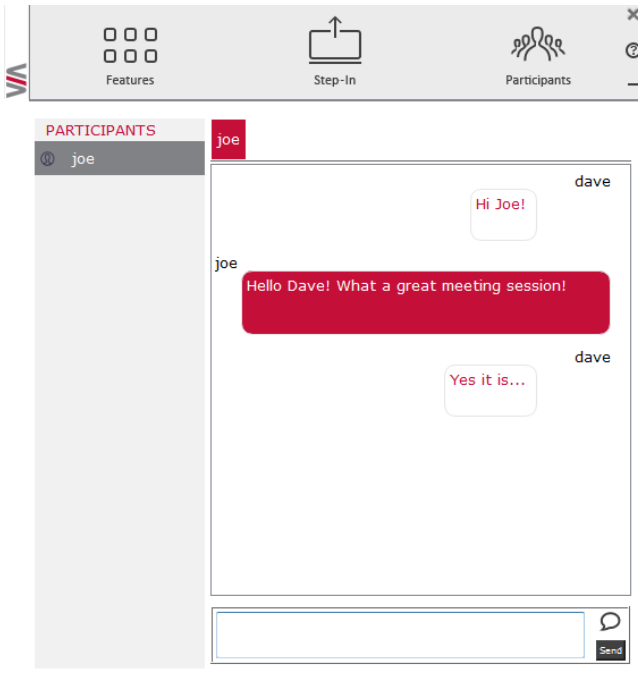 Features
Step-In
Participants
PARTICIPANTS
joe
joe
dave
Hi Joe!
joe
Hello Dave! What a great meeting session!
dave
Yes it is...
Send